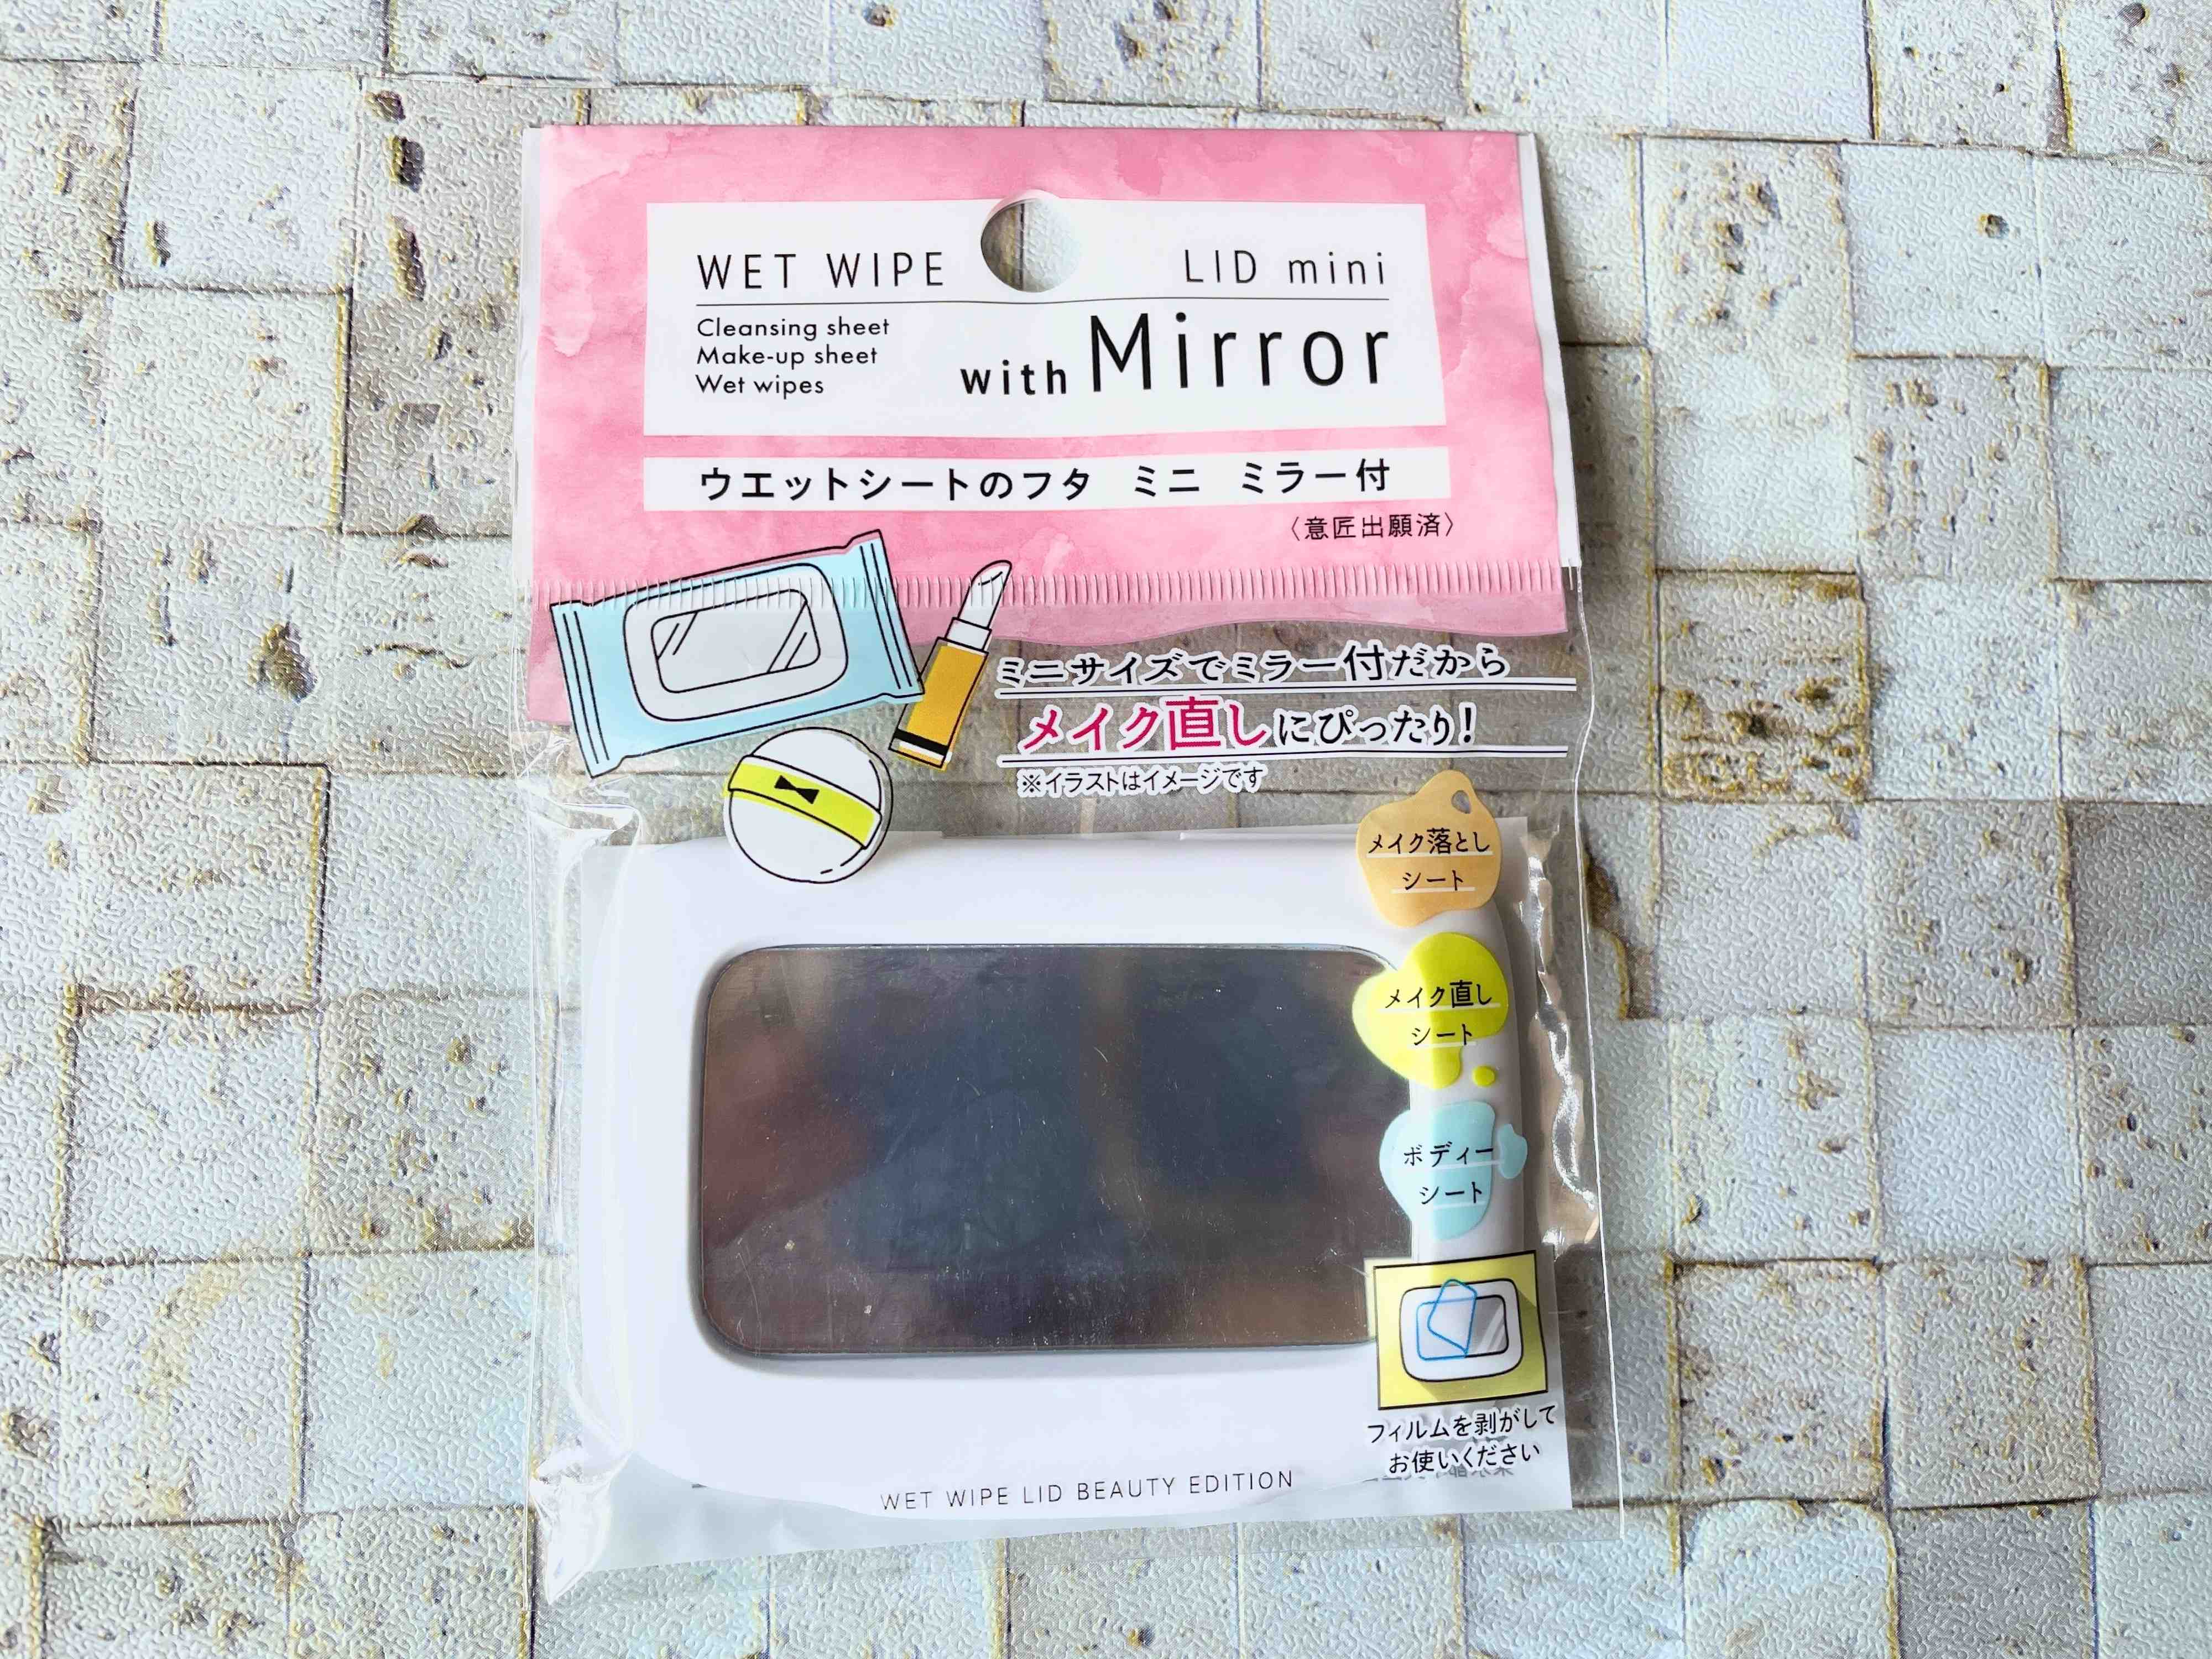 WET WIPE LID mini
Cleansing sheet
Make-up sheet
Wet wipes
with Mirror
ウエットシートのフタ ミニ ミラー付
〈意匠出願済〉
ミニサイズでミラー付だから
メイク直しにぴったり!
※イラストはイメージです
メイク落とし
シート
メイク直し
シート
ボディー
シート
フィルムを剥がして
お使いください
WET WIPE LID BEAUTY EDITION